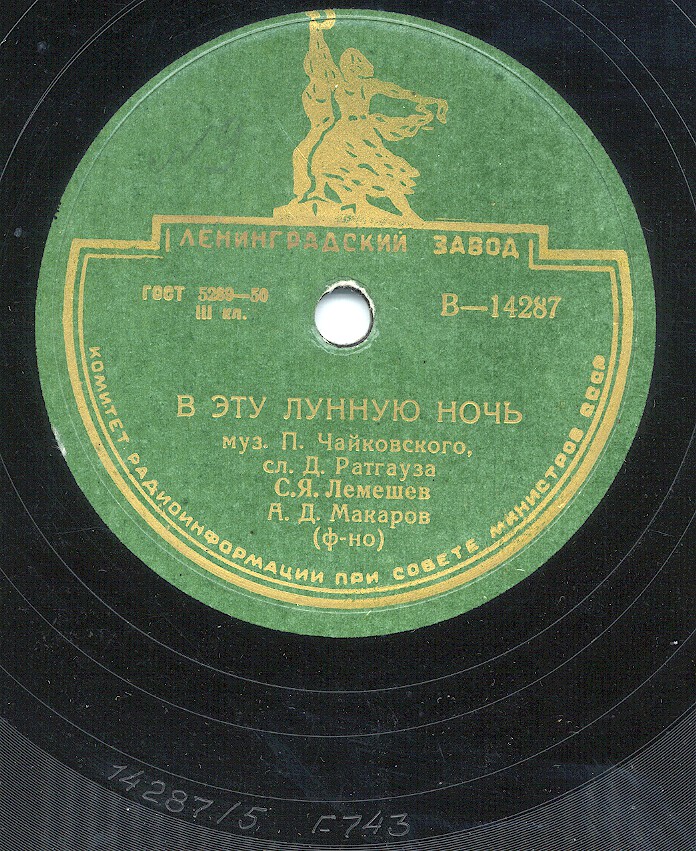 ЛЕНИНГРАДСКИЙ ЗАВОД
ГОСТ 5289—50
III кл.
В—14287
В ЭТУ ЛУННУЮ НОЧЬ
муз. П. Чайковского,
сл. Д. Ратгауза
С.Я. Лемешев
А. Д. Макаров
(ф-но)
КОМИТЕТ РАДИОИНФОРМАЦИИ ПРИ СОВЕТЕ МИНИСТРОВ СССР
14287/5 Г743